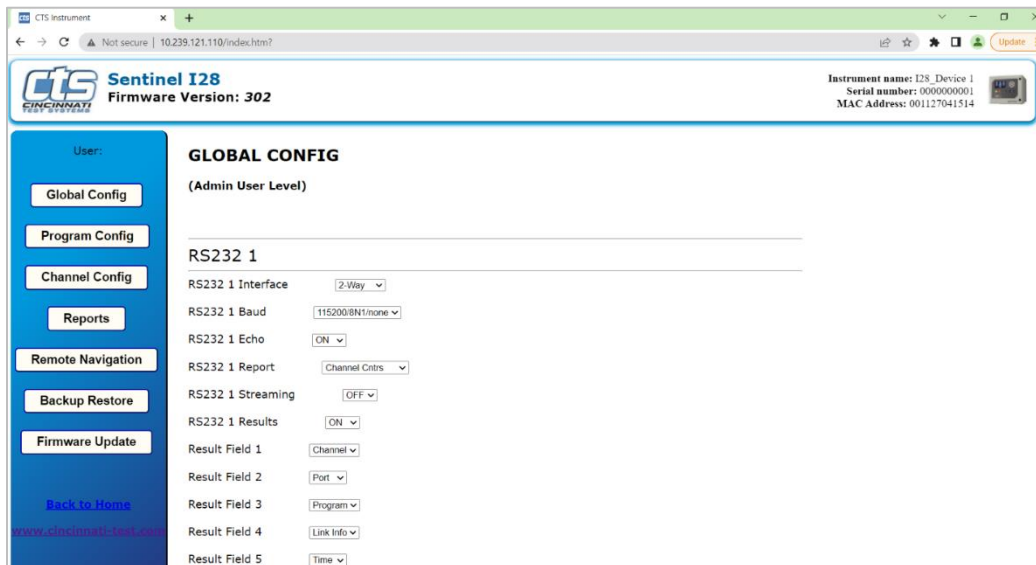 CTS Instrument
Not secure | 10.239.121.110/index.htm?
Update
cts
CINCINNATI
TEST SYSTEMS
Sentinel I28
Firmware Version: 302
Instrument name: I28_Device 1
Serial number: 0000000001
MAC Address: 001127041514
User:
Global Config
Program Config
Channel Config
Reports
Remote Navigation
Backup Restore
Firmware Update
Back to Home
www.cincinnati-test.com
GLOBAL CONFIG
(Admin User Level)
RS232 1
RS232 1 Interface 2-Way
RS232 1 Baud 115200/8N1/none
RS232 1 Echo ON
RS232 1 Report Channel Cntrs
RS232 1 Streaming OFF
RS232 1 Results ON
Result Field 1 Channel
Result Field 2 Port
Result Field 3 Program
Result Field 4 Link Info
Result Field 5 Time